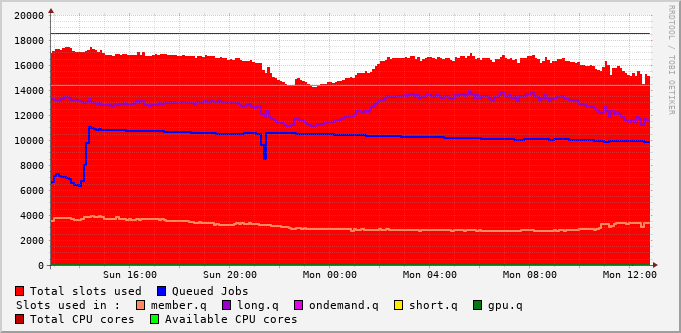 RRDTOOL / TOBI OETIKER
20000
18000
16000
14000
12000
10000
8000
6000
4000
2000
0
Sun 16:00 Sun 20:00 Mon 00:00 Mon 04:00 Mon 08:00 Mon 12:00
Total slots used Queued Jobs
Slots used in : member.q long.q ondemand.q short.q gpu.q
Total CPU cores Available CPU cores